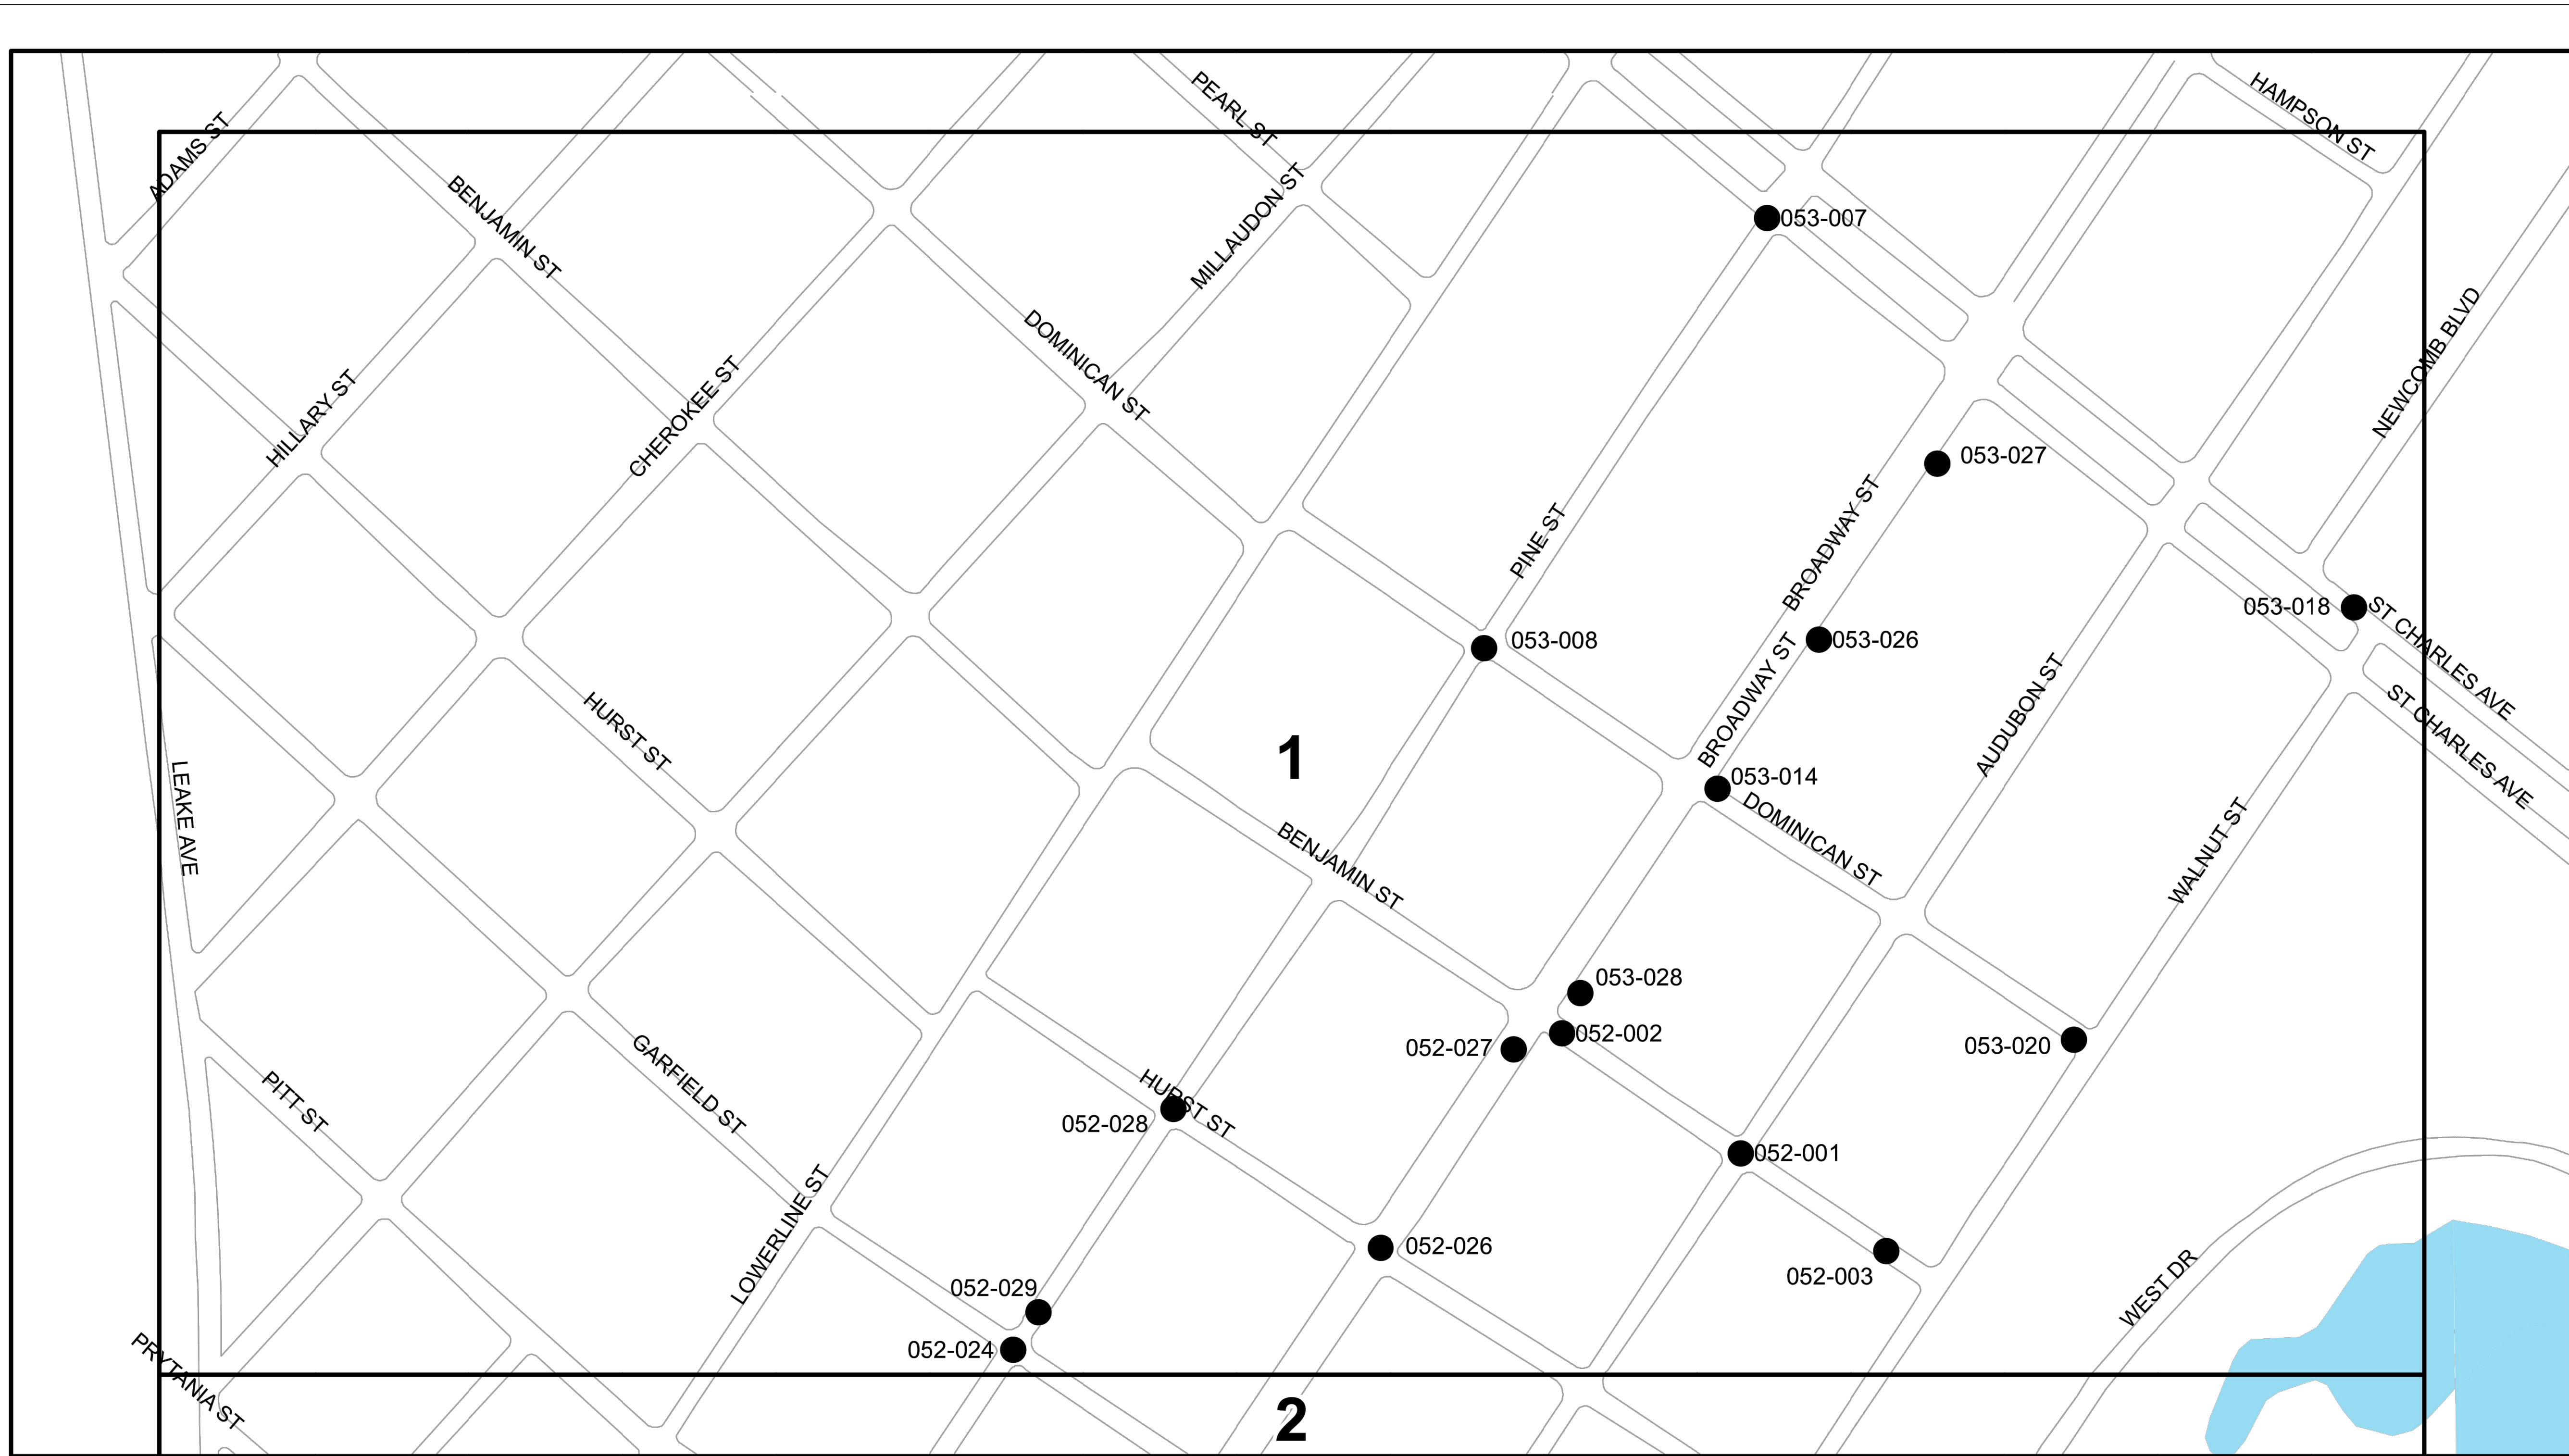 HAMPSON ST
PEARL ST
ADAMS ST
BENJAMIN ST
MILLAUDON ST
053-007
NEWCOMB BLVD
DOMINICAN ST
HILLARY ST
CHEROKEE ST
053-027
PINE ST
BROADWAY ST
053-018
ST CHARLES AVE
053-008
053-026
BROADWAY ST
AUDUBON ST
ST CHARLES AVE
HURST ST
1
053-014
DOMINICAN ST
LEAKE AVE
WALNUT ST
BENJAMIN ST
053-028
052-002
052-027
053-020
GARFIELD ST
PITT ST
HURST ST
052-028
052-001
LOWERLINE ST
052-026
052-003
WEST DR
052-029
052-024
PRYTANIA ST
2